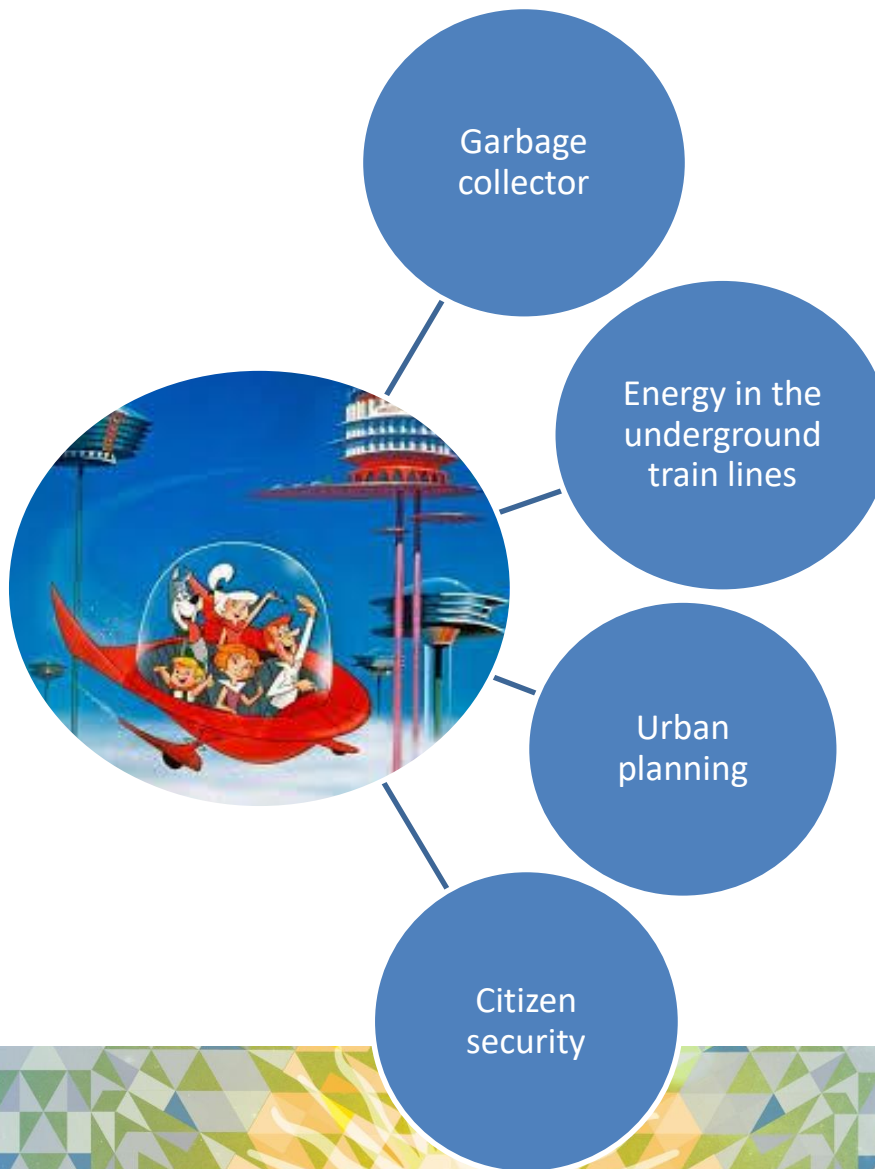 Garbage
collector
Energy in the
underground
train lines
Urban
planning
Citizen
security